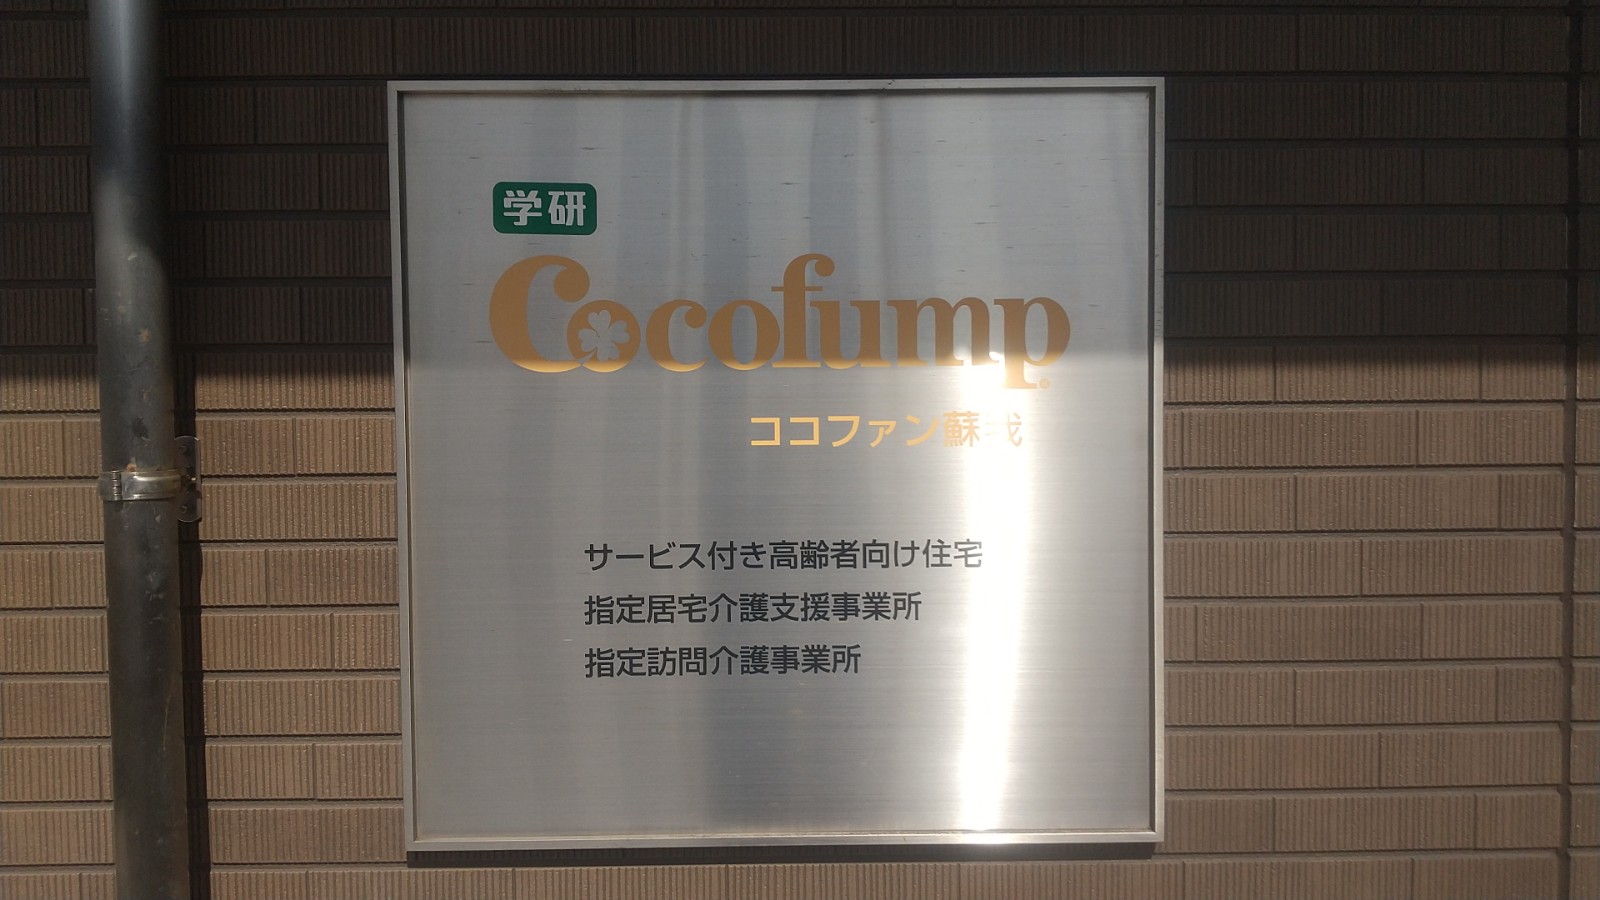 学研
Cocofump
ココファン蘇我
サービス付き高齢者向け住宅
指定居宅介護支援事業所
指定訪問介護事業所